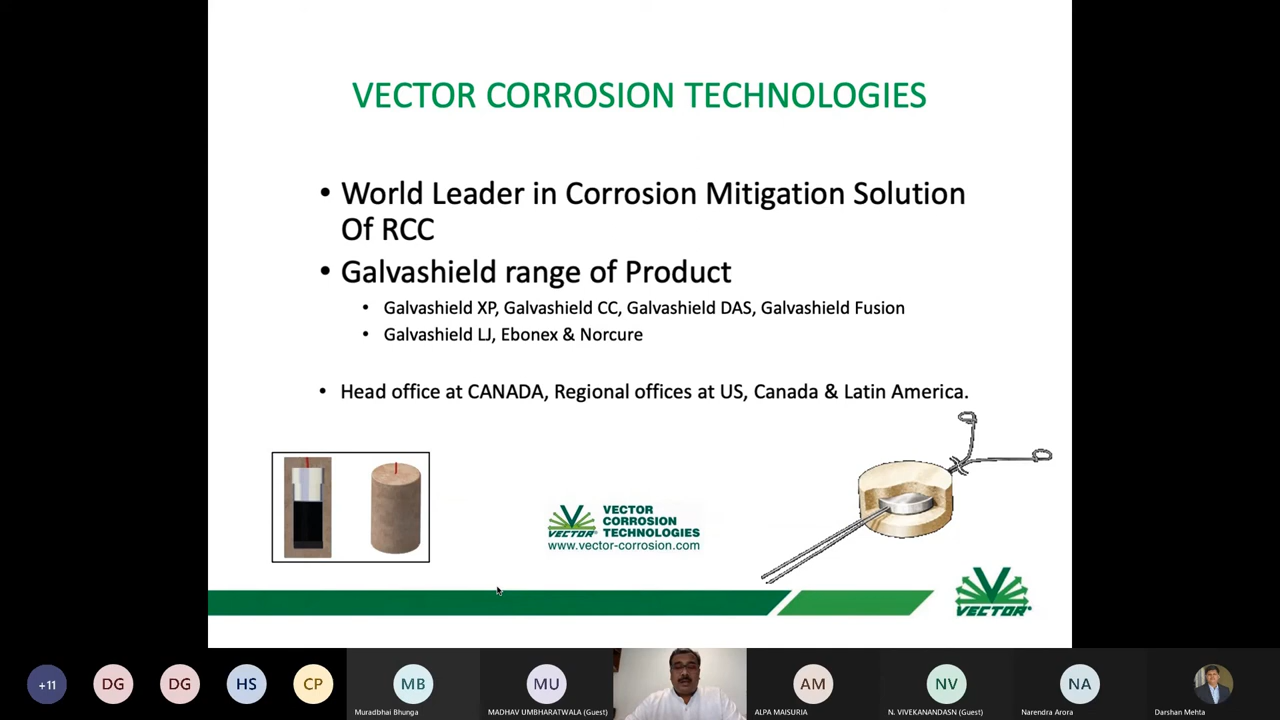 VECTOR CORROSION TECHNOLOGIES
• World Leader in Corrosion Mitigation Solution
Of RCC
• Galvashield range of Product
• Galvashield XP, Galvashield CC, Galvashield DAS, Galvashield Fusion
• Galvashield LJ, Ebonex & Norcure
• Head office at CANADA, Regional offices at US, Canada & Latin America.
VECTOR
VECTOR
CORROSION
TECHNOLOGIES
www.vector-corrosion.com
VECTOR
+11
DG
DG
HS
CP
MB
Muradbhai Bhunga
MU
MADHAV UMBHARATWALA (Guest)
AM
ALPA MAISURIA
NV
N. VIVEKANANDASN (Guest)
NA
Narendra Arora
Darshan Mehta